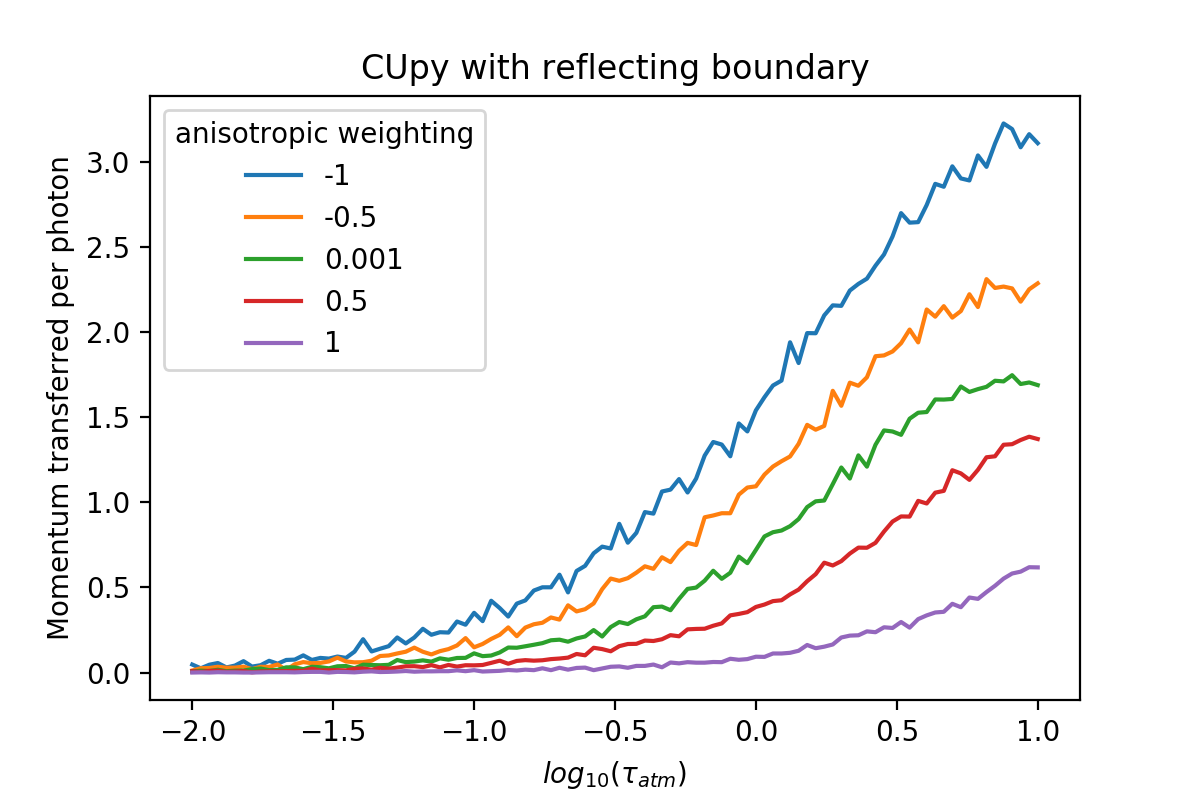 CUpy with reflecting boundary
Momentum transferred per photon
anisotropic weighting
-1
-0.5
0.001
0.5
1
3.0
2.5
2.0
1.5
1.0
0.5
0.0
−2.0 −1.5 −1.0 −0.5 0.0 0.5 1.0
log₁₀(τₐₜₘ)